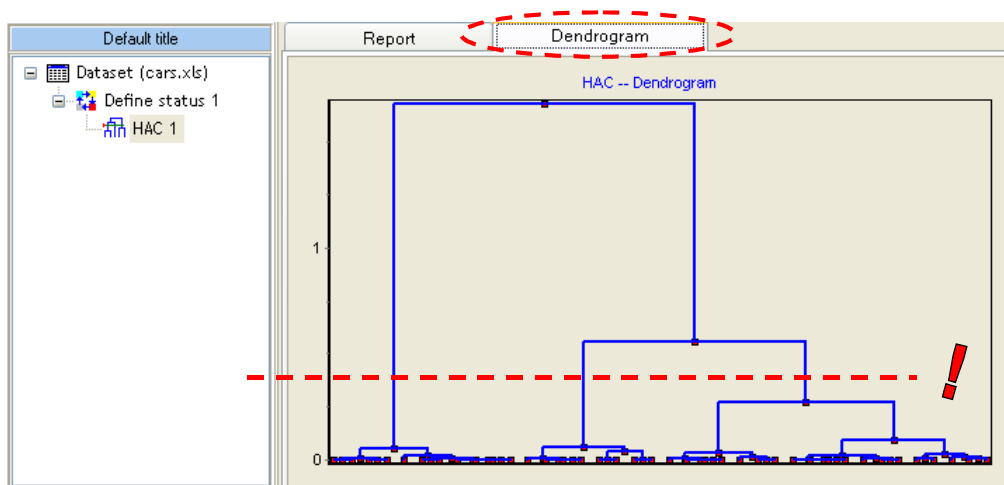 Default title
Dataset (cars.xls)
Define status 1
HAC 1
Report
Dendrogram
HAC -- Dendrogram
1
0
!